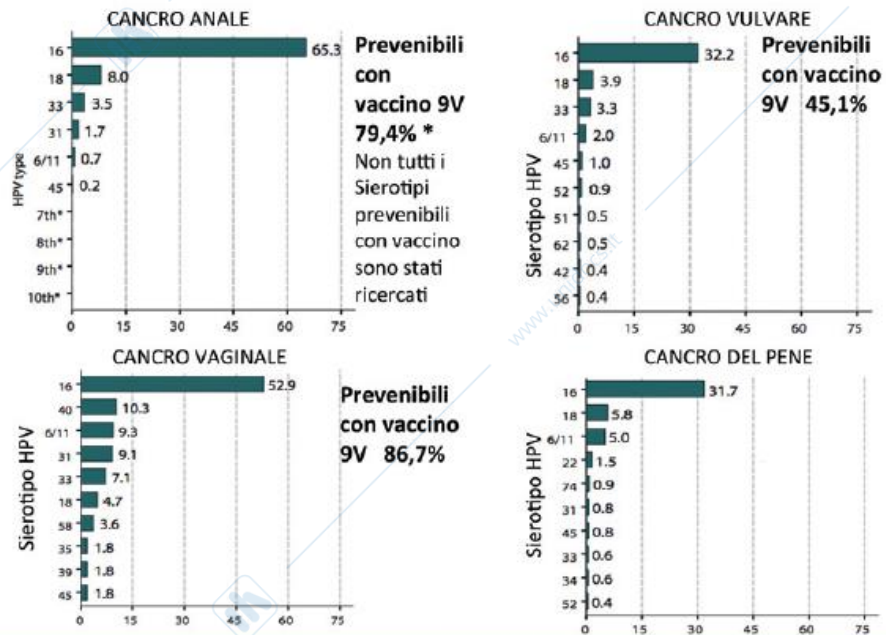 CANCRO ANALE
HPV type
16
65.3
18
8.0
33
3.5
31
1.7
6/11
0.7
45
0.2
7th*
8th*
9th*
10th*
0 15 30 45 60 75
Prevenibili
con
vaccino 9V
79,4% *
Non tutti i
Sierotipi
prevenibili
con vaccino
sono stati
ricercati
CANCRO VULVARE
Sierotipo HPV
16
32.2
18
3.9
33
3.3
6/11
2.0
45
1.0
52
0.9
51
0.5
62
0.5
42
0.4
56
0.4
0 15 30 45 60 75
Prevenibili
con vaccino
9V 45,1%
CANCRO VAGINALE
Sierotipo HPV
16
52.9
40
10.3
6/11
9.3
31
9.1
33
7.1
18
4.7
58
3.6
35
1.8
39
1.8
45
1.8
0 15 30 45 60 75
Prevenibili
con vaccino
9V 86,7%
CANCRO DEL PENE
Sierotipo HPV
16
31.7
18
5.8
6/11
5.0
22
1.5
74
0.9
31
0.8
45
0.8
33
0.6
34
0.6
52
0.4
0 15 30 45 60 75